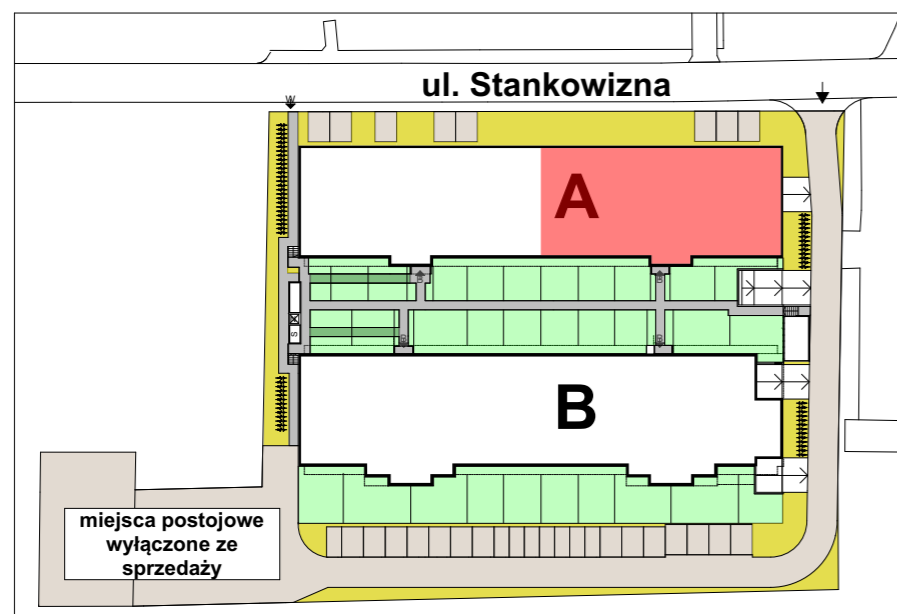 ul. Stankowizna
A
S
B
miejsca postojowe
wyłączone ze
sprzedaży